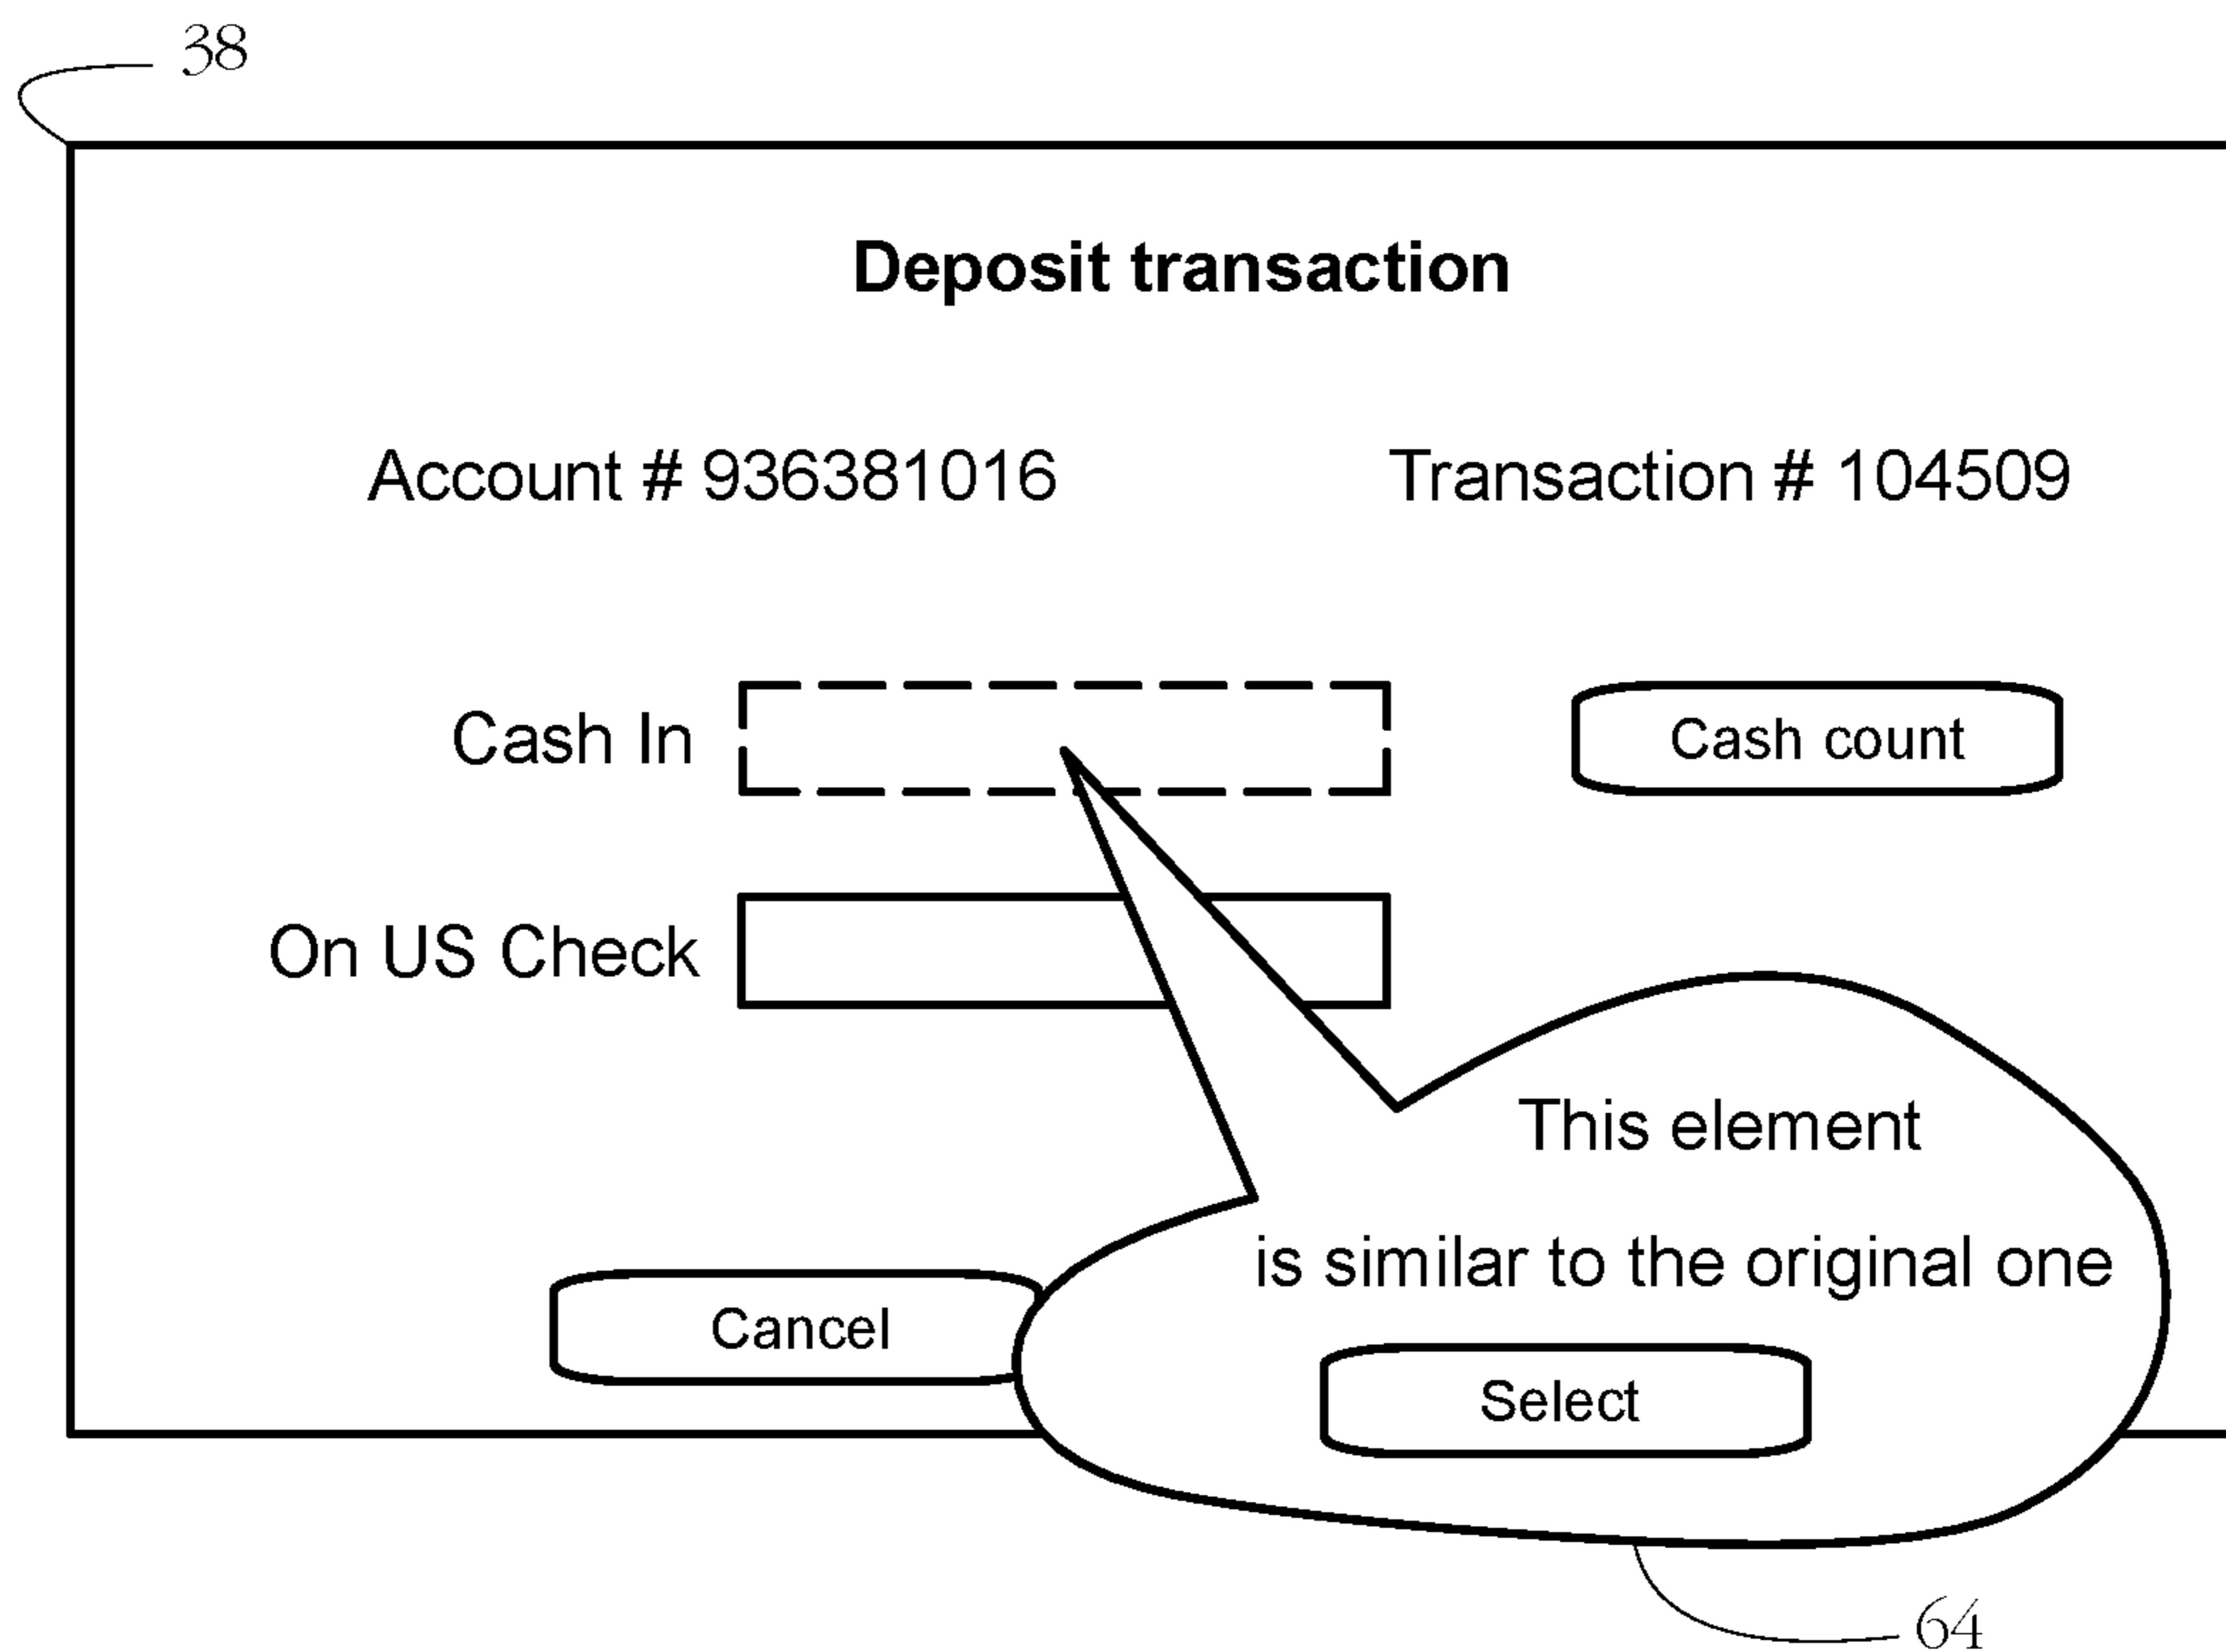 38
Deposit transaction
Account # 936381016
Transaction # 104509
Cash In
Cash count
On US Check
This element
is similar to the original one
Cancel
Select
64